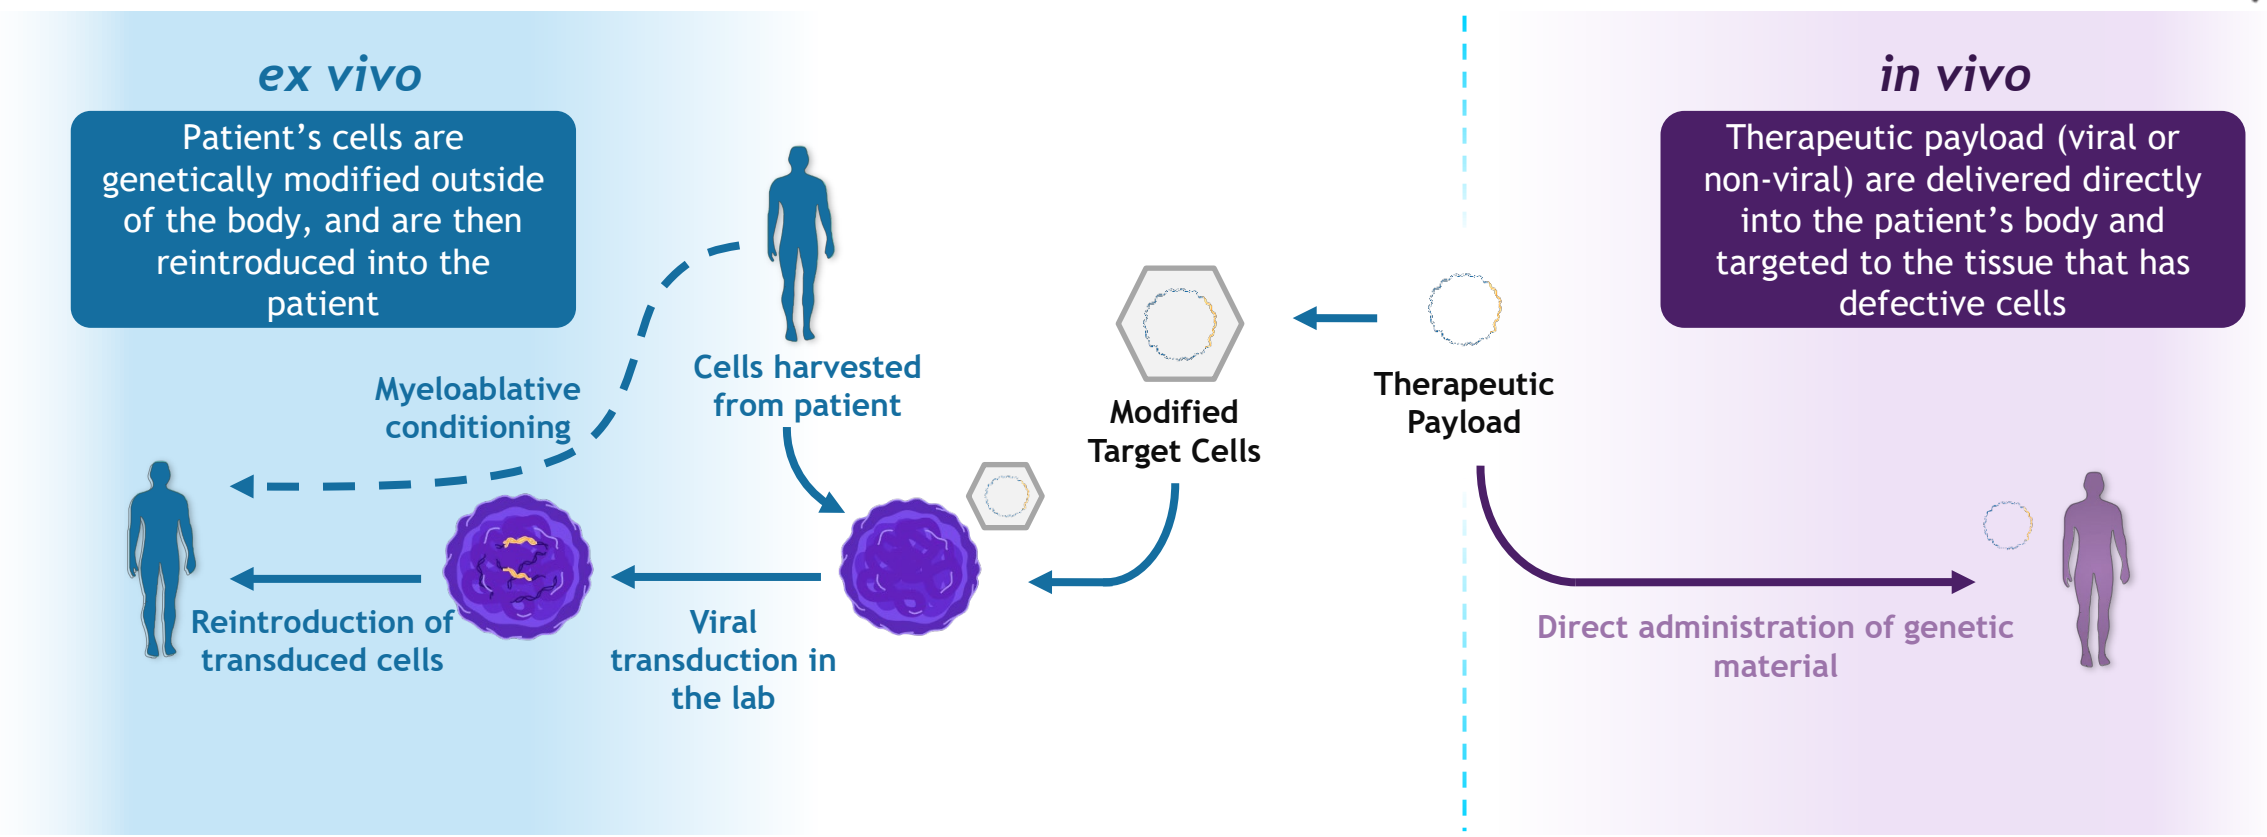 ex vivo
Patient’s cells are
genetically modified outside
of the body, and are then
reintroduced into the
patient
in vivo
Therapeutic payload (viral or
non-viral) are delivered directly
into the patient’s body and
targeted to the tissue that has
defective cells
Cells harvested
from patient
Myeloablative
conditioning
Modified
Target Cells
Therapeutic
Payload
Reintroduction of
transduced cells
Viral
transduction in
the lab
Direct administration of genetic
material